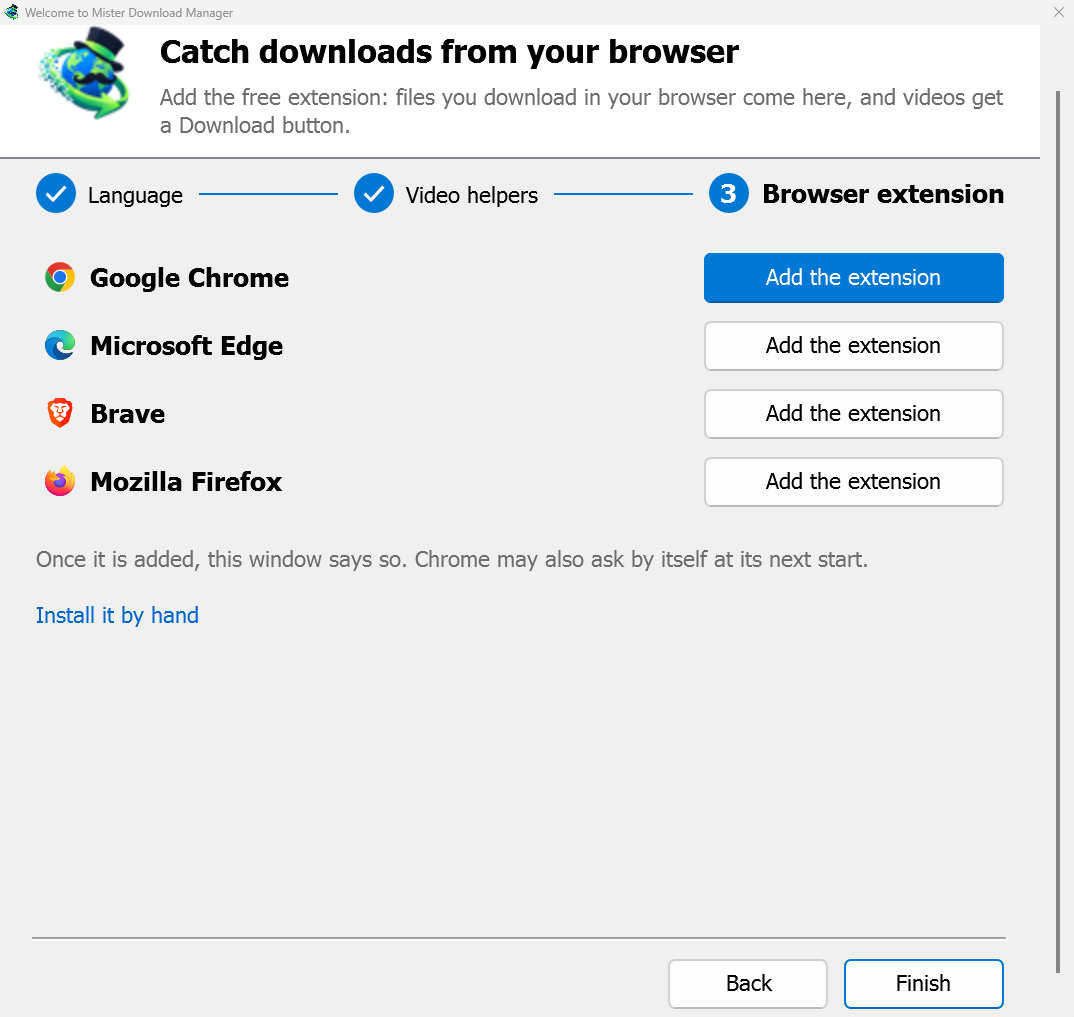 Welcome to Mister Download Manager
Catch downloads from your browser
Add the free extension: files you download in your browser come here, and videos get
a Download button.
Language
Video helpers
3 Browser extension
Google Chrome
Add the extension
Microsoft Edge
Add the extension
Brave
Add the extension
Mozilla Firefox
Add the extension
Once it is added, this window says so. Chrome may also ask by itself at its next start.
Install it by hand
Back
Finish